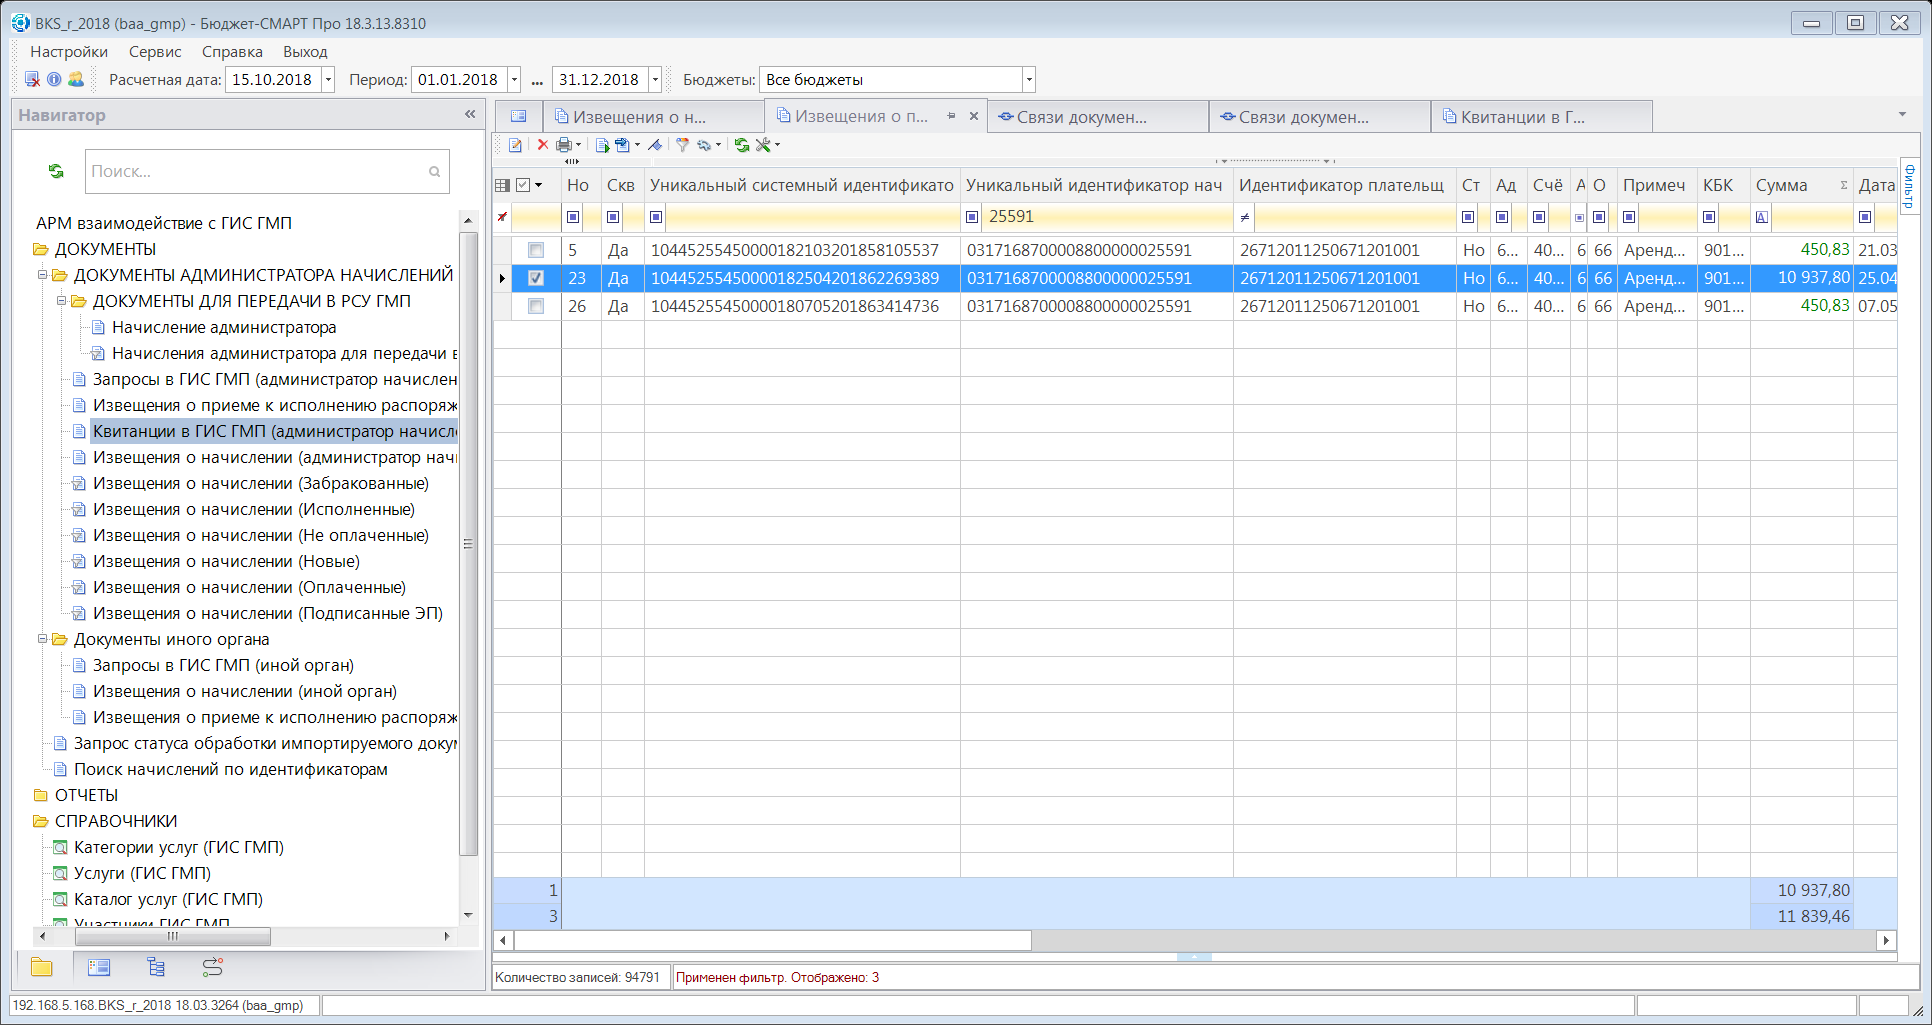 BKS_r_2018 (baa_gmp) - Бюджет-СМАРТ Про 18.3.13.8310
Настройки Сервис Справка Выход
Расчетная дата: 15.10.2018 Период: 01.01.2018 ... 31.12.2018 Бюджеты: Все бюджеты
Навигатор «
Поиск...
АРМ взаимодействие с ГИС ГМП
ДОКУМЕНТЫ
ДОКУМЕНТЫ АДМИНИСТРАТОРА НАЧИСЛЕНИЙ
ДОКУМЕНТЫ ДЛЯ ПЕРЕДАЧИ В РСУ ГМП
Начисление администратора
Начисления администратора для передачи в
Запросы в ГИС ГМП (администратор начислен
Извещения о приеме к исполнению распоряж
Квитанции в ГИС ГМП (администратор начисле
Извещения о начислении (администратор начи
Извещения о начислении (Забракованные)
Извещения о начислении (Исполненные)
Извещения о начислении (Не оплаченные)
Извещения о начислении (Новые)
Извещения о начислении (Оплаченные)
Извещения о начислении (Подписанные ЭП)
Документы иного органа
Запросы в ГИС ГМП (иной орган)
Извещения о начислении (иной орган)
Извещения о приеме к исполнению распоряж
Запрос статуса обработки импортируемого докум
Поиск начислений по идентификаторам
ОТЧЕТЫ
СПРАВОЧНИКИ
Категории услуг (ГИС ГМП)
Услуги (ГИС ГМП)
Каталог услуг (ГИС ГМП)
Участники ГИС ГМП
Извещения о н... Извещения о п... Связи докумен... Связи докумен... Квитанции в Г...
Фильтр
Но Скв Уникальный системный идентификато Уникальный идентификатор нач Идентификатор плательщ Ст Ад Счё А О Примеч КБК Сумма Σ Дата
25591 ≠ A
5 Да 10445255450000182103201858105537 03171687000088000000025591 26712011250671201001 Но 6... 40... 6 66 Аренд... 901... 450,83 21.03
23 Да 10445255450000182504201862269389 03171687000088000000025591 26712011250671201001 Но 6... 40... 6 66 Аренд... 901... 10 937,80 25.04
26 Да 10445255450000180705201863414736 03171687000088000000025591 26712011250671201001 Но 6... 40... 6 66 Аренд... 901... 450,83 07.05
1 10 937,80
3 11 839,46
Количество записей: 94791 Применен фильтр. Отображено: 3
192.168.5.168.BKS_r_2018 18.03.3264 (baa_gmp)